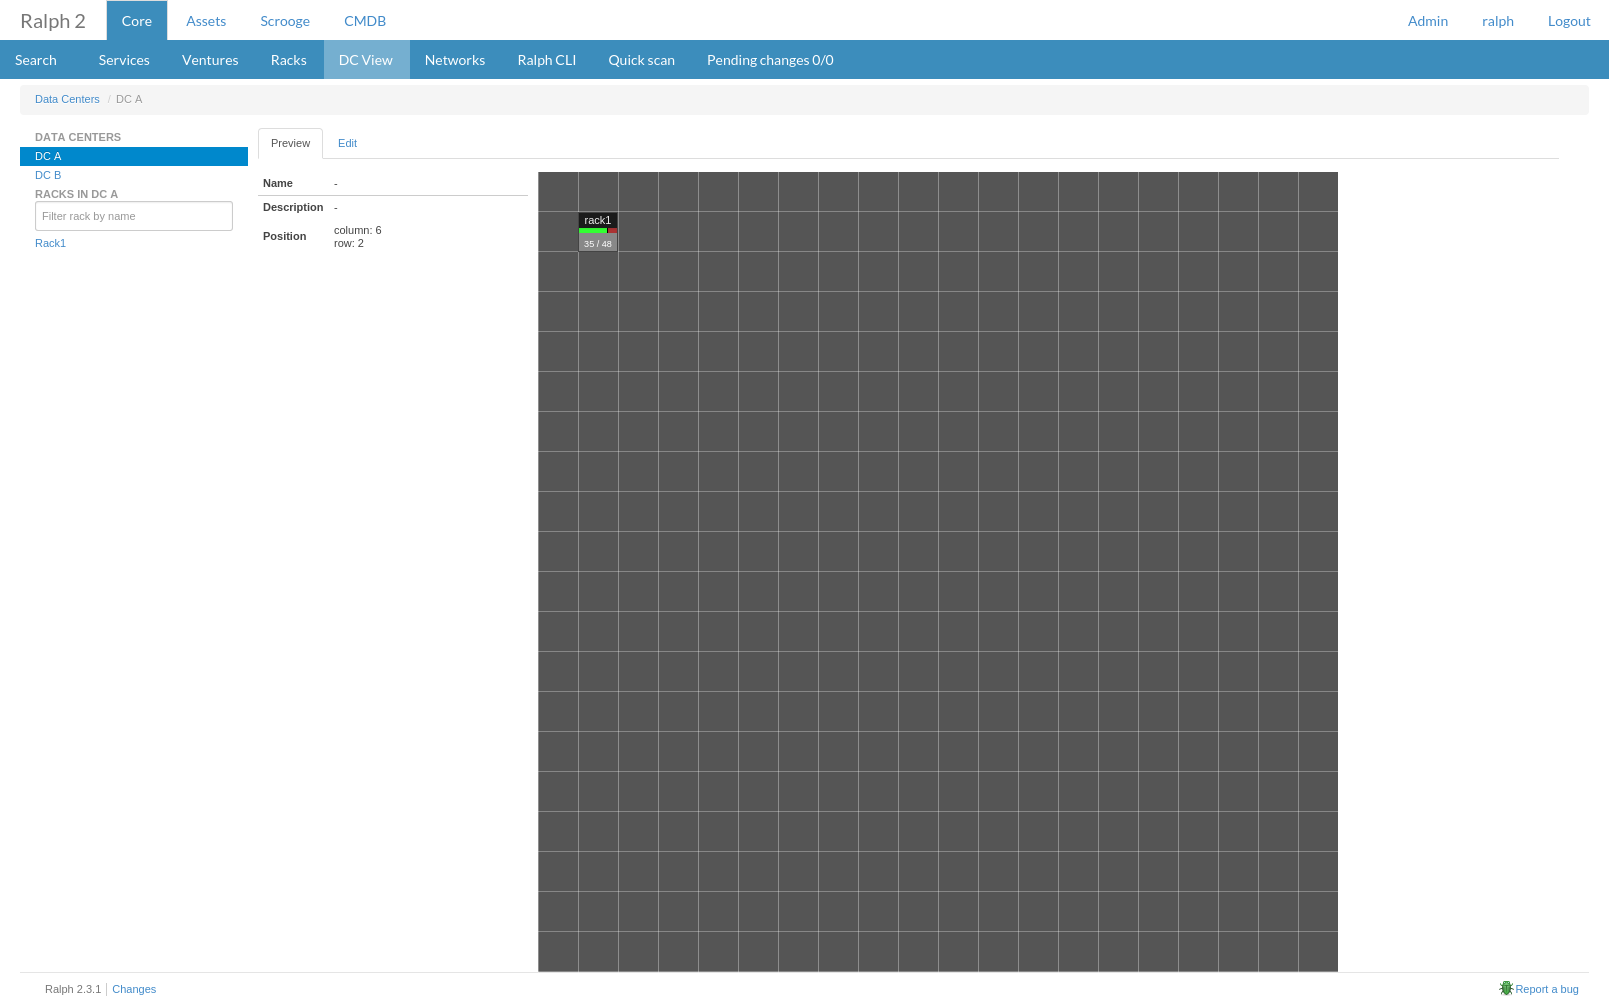 Ralph 2 Core Assets Scrooge CMDB Admin ralph Logout
Search Services Ventures Racks DC View Networks Ralph CLI Quick scan Pending changes 0/0
Data Centers / DC A
DATA CENTERS
DC A
DC B
RACKS IN DC A
Filter rack by name
Rack1
Preview Edit
Name -
Description -
Position column: 6
row: 2
rack1
35 / 48
Ralph 2.3.1 Changes
Report a bug